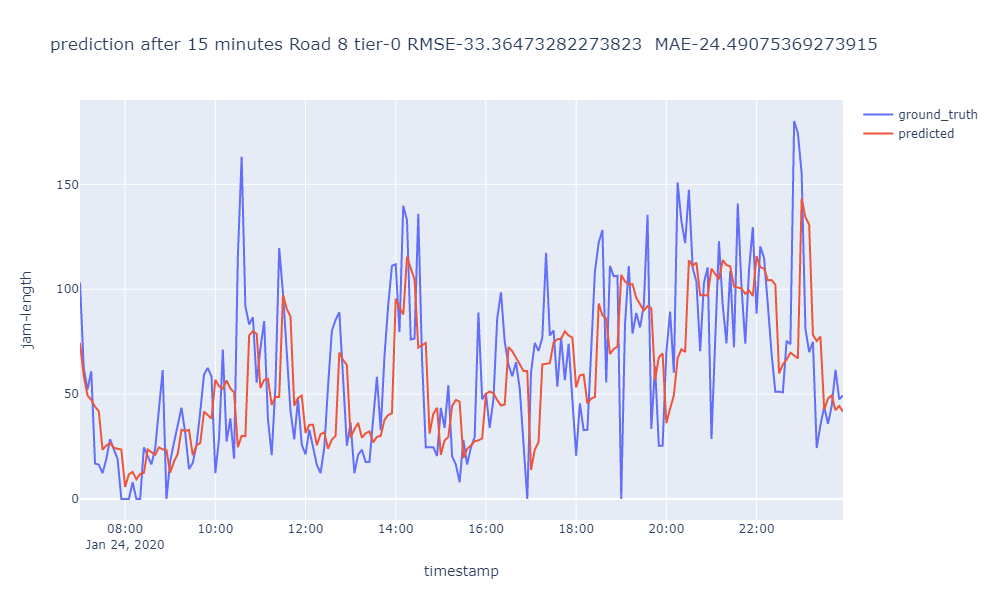 prediction after 15 minutes Road 8 tier-0 RMSE-33.36473282273823  MAE-24.49075369273915
ground_truth
predicted
150
100
50
0
jam-length
08:00 10:00 12:00 14:00 16:00 18:00 20:00 22:00
Jan 24, 2020
timestamp